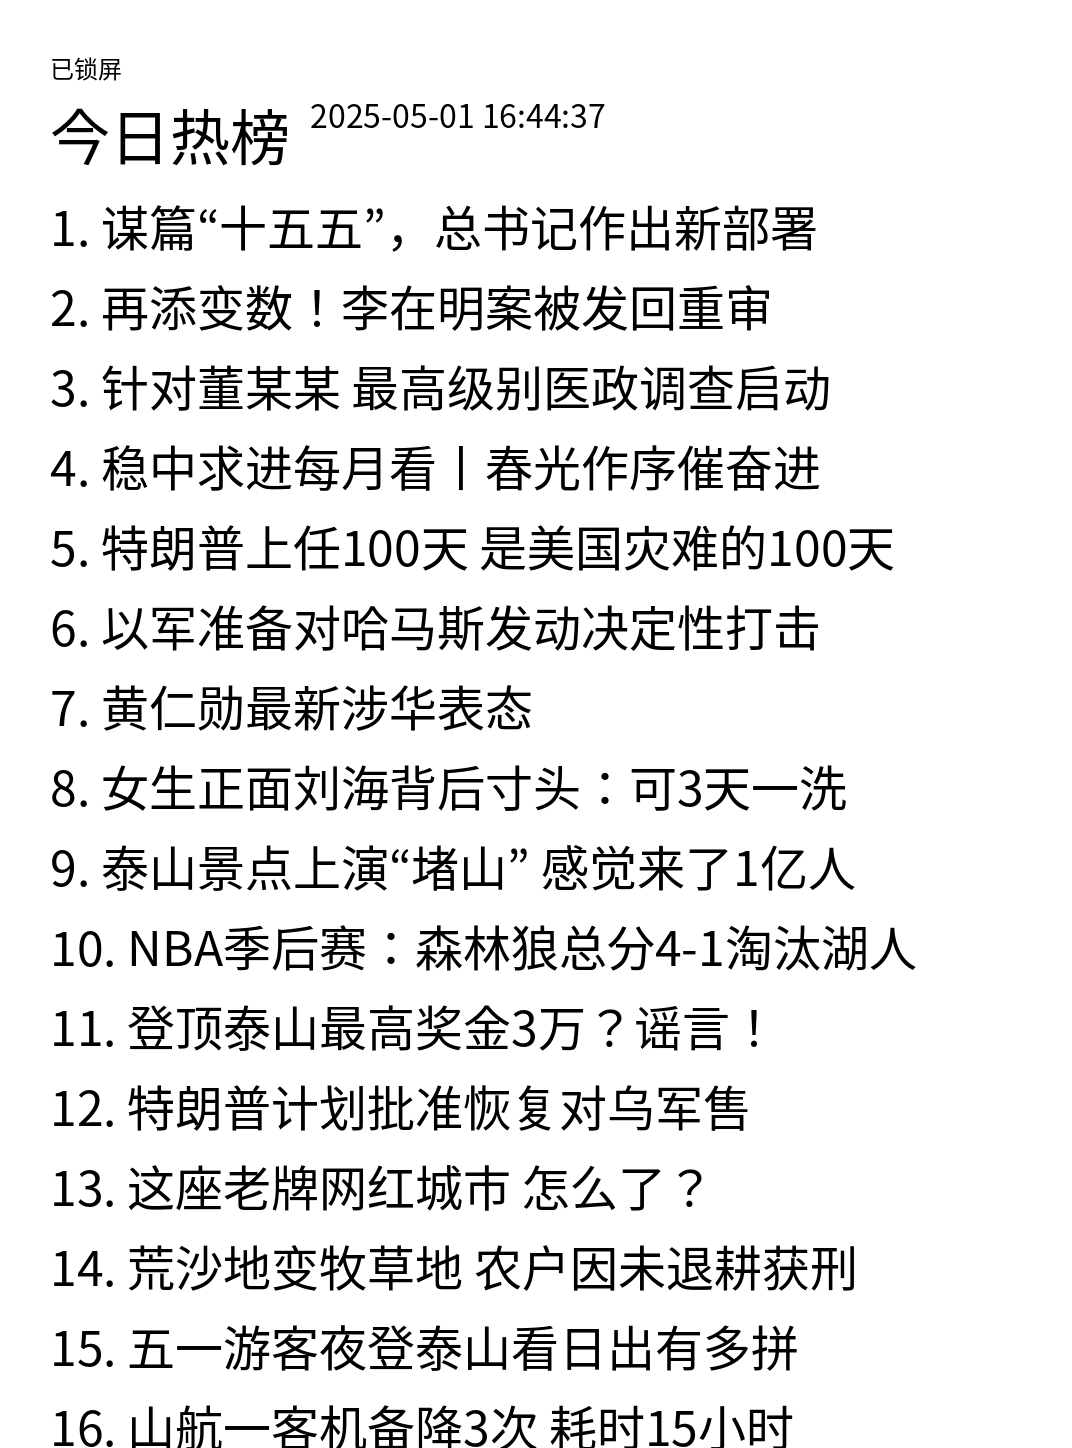 已锁屏
今日热榜 2025-05-01 16:44:37
1. 谋篇“十五五”，总书记作出新部署
2. 再添变数！李在明案被发回重审
3. 针对董某某 最高级别医政调查启动
4. 稳中求进每月看丨春光作序催奋进
5. 特朗普上任100天 是美国灾难的100天
6. 以军准备对哈马斯发动决定性打击
7. 黄仁勋最新涉华表态
8. 女生正面刘海背后寸头：可3天一洗
9. 泰山景点上演“堵山” 感觉来了1亿人
10. NBA季后赛：森林狼总分4-1淘汰湖人
11. 登顶泰山最高奖金3万？谣言！
12. 特朗普计划批准恢复对乌军售
13. 这座老牌网红城市 怎么了？
14. 荒沙地变牧草地 农户因未退耕获刑
15. 五一游客夜登泰山看日出有多拼
16. 山航一客机备降3次 耗时15小时